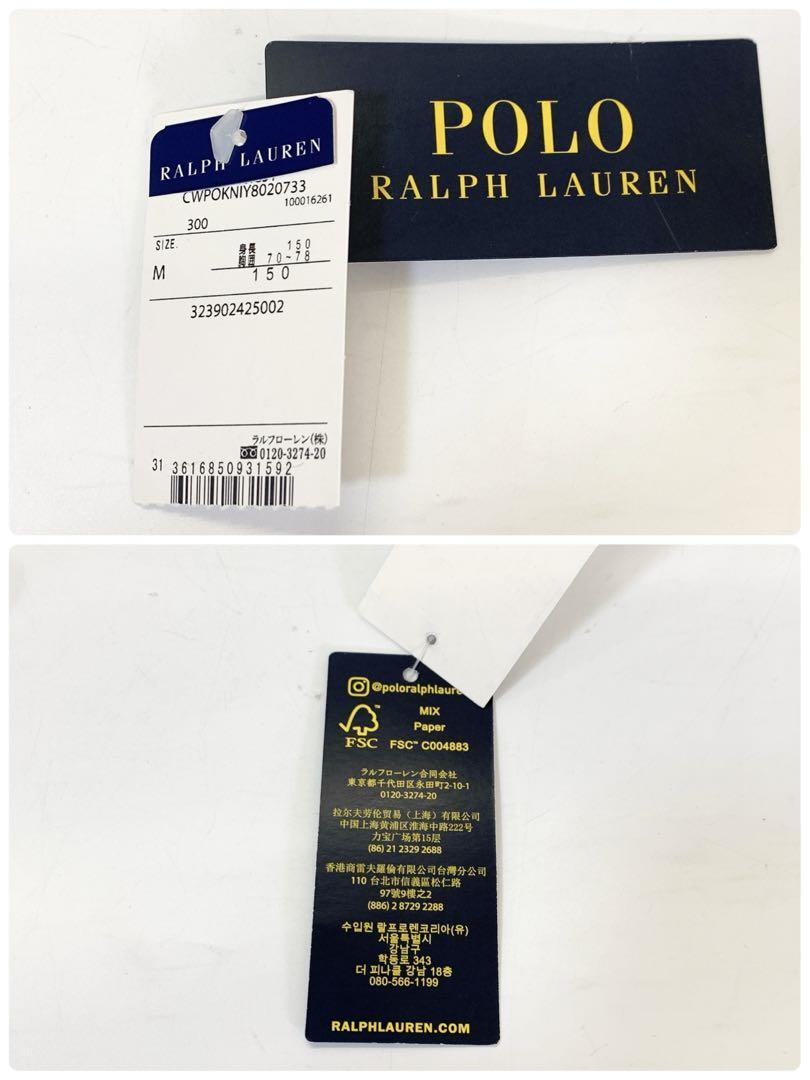 RALPH LAUREN
CWPOKNIY8020733
100016261
300
SIZE.
身長 150
胸囲 70~78
M 150
323902425002
ラルフローレン(株)
0120-3274-20
31 3616850931592
POLO
RALPH LAUREN
@poloralphlaure
MIX
Paper
FSC
FSC™ C004883
ラルフローレン合同会社
東京都千代田区永田町2-10-1
0120-3274-20
拉尔夫劳伦贸易（上海）有限公司
中国上海黄浦区淮海中路222号
力宝广场第15层
(86) 21 2329 2688
香港商雷夫羅倫有限公司台灣分公司
110 台北市信義區松仁路
97號9樓之2
(886) 2 8729 2288
수입원 랄프로렌코리아(유)
서울특별시
강남구
학동로 343
더 피나클 강남 18층
080-566-1199
RALPHLAUREN.COM